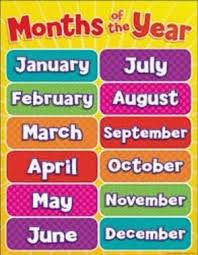 Months of the Year
January
February
March
April
May
June
July
August
September
October
November
December